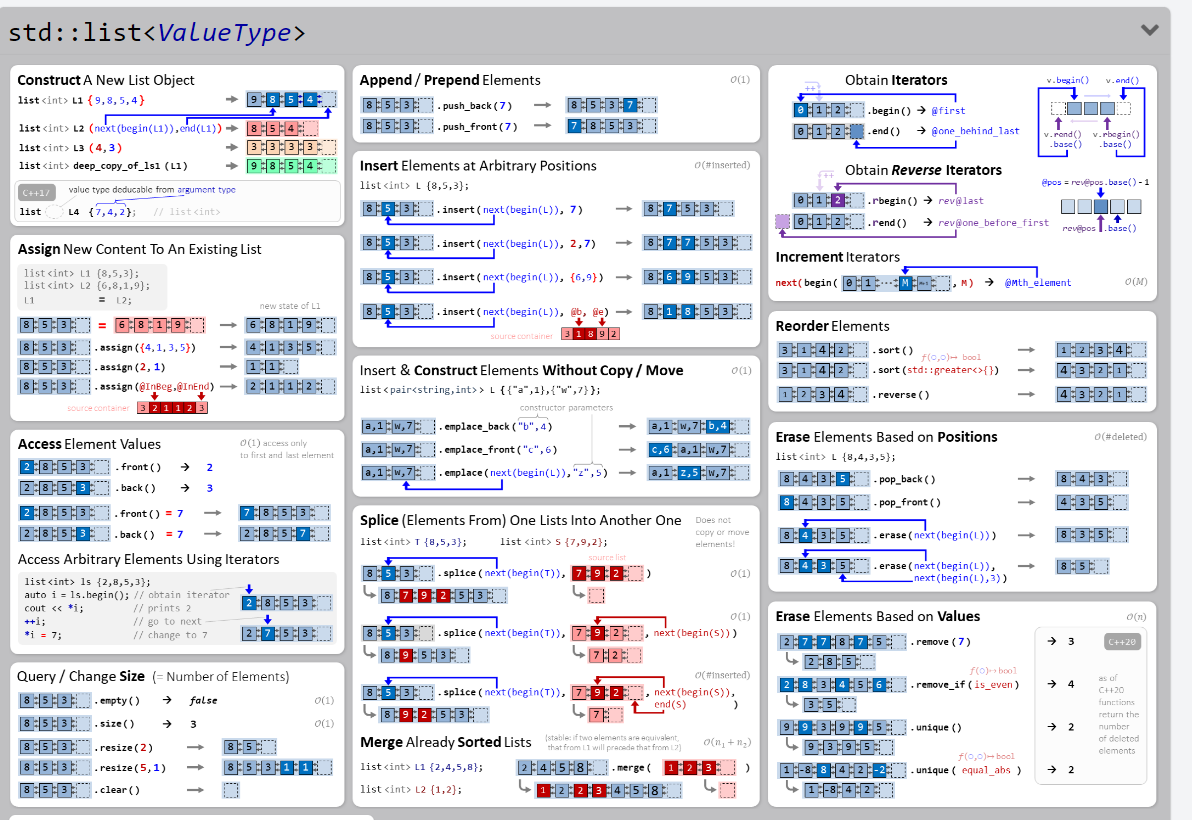 std::list<ValueType>
Construct A New List Object
list<int> L1 {9,8,5,4} → 9 8 5 4
list<int> L2 (next(begin(L1)),end(L1)) → 8 5 4
list<int> L3 (4,3) → 3 3 3 3
list<int> deep_copy_of_ls1 (L1) → 9 8 5 4
C++17 value type deducable from argument type
list L4 {7,4,2}; // list<int>
Assign New Content To An Existing List
list<int> L1 {8,5,3};
list<int> L2 {6,8,1,9};
L1 = L2;
new state of L1
8 5 3 = 6 8 1 9 → 6 8 1 9
8 5 3 .assign({4,1,3,5}) → 4 1 3 5
8 5 3 .assign(2,1) → 1 1
8 5 3 .assign(@InBeg,@InEnd) → 2 1 1 2
source container 3 2 1 1 2 3
Access Element Values
O(1) access only
to first and last element
2 8 5 3 .front() → 2
2 8 5 3 .back() → 3
2 8 5 3 .front() = 7 → 7 8 5 3
2 8 5 3 .back() = 7 → 2 8 5 7
Access Arbitrary Elements Using Iterators
list<int> ls {2,8,5,3};
auto i = ls.begin(); // obtain iterator
cout << *i; // prints 2
2 8 5 3
++i; // go to next
*i = 7; // change to 7
2 7 5 3
Query / Change Size (= Number of Elements)
8 5 3 .empty() → false O(1)
8 5 3 .size() → 3 O(1)
8 5 3 .resize(2) → 8 5
8 5 3 .resize(5,1) → 8 5 3 1 1
8 5 3 .clear() →
Append / Prepend Elements O(1)
8 5 3 .push_back(7) → 8 5 3 7
8 5 3 .push_front(7) → 7 8 5 3
Insert Elements at Arbitrary Positions O(#inserted)
list<int> L {8,5,3};
8 5 3 .insert(next(begin(L)), 7) → 8 7 5 3
8 5 3 .insert(next(begin(L)), 2,7) → 8 7 7 5 3
8 5 3 .insert(next(begin(L)), {6,9}) → 8 6 9 5 3
8 5 3 .insert(next(begin(L)), @b, @e) → 8 1 8 5 3
source container 3 1 8 9 2
Insert & Construct Elements Without Copy / Move O(1)
list<pair<string,int>> L {{"a",1},{"w",7}};
constructor parameters
a,1 w,7 .emplace_back("b",4) → a,1 w,7 b,4
a,1 w,7 .emplace_front("c",6) → c,6 a,1 w,7
a,1 w,7 .emplace(next(begin(L)),"z",5) → a,1 z,5 w,7
Splice (Elements From) One Lists Into Another One
Does not
copy or move
elements!
list<int> T {8,5,3}; list<int> S {7,9,2};
source list
8 5 3 .splice(next(begin(T)), 7 9 2 ) O(1)
8 7 9 2 5 3
O(1)
8 5 3 .splice(next(begin(T)), 7 9 2 , next(begin(S)))
8 9 5 3 7 2
O(#inserted)
8 5 3 .splice(next(begin(T)), 7 9 2 , next(begin(S)),
end(S) )
8 9 2 5 3 7
Merge Already Sorted Lists
(stable: if two elements are equivalent,
that from L1 will precede that from L2)
O(n1 + n2)
list<int> L1 {2,4,5,8}; 2 4 5 8 .merge( 1 2 3 )
list<int> L2 {1,2}; 1 2 2 3 4 5 8
Obtain Iterators
++
0 1 2 .begin() → @first
0 1 2 .end() → @one_behind_last
v.begin() v.end()
v.rend() v.rbegin()
.base() .base()
Obtain Reverse Iterators
++
0 1 2 .rbegin() → rev@last
0 1 2 .rend() → rev@one_before_first
@pos = rev@pos.base() - 1
rev@pos .base()
Increment Iterators
next(begin( 0 1 ... M , M) → @Mth_element O(M)
Reorder Elements
3 1 4 2 .sort() → 1 2 3 4
f(○,○)↦ bool
3 1 4 2 .sort(std::greater<>{}) → 4 3 2 1
1 2 3 4 .reverse() → 4 3 2 1
Erase Elements Based on Positions O(#deleted)
list<int> L {8,4,3,5};
8 4 3 5 .pop_back() → 8 4 3
8 4 3 5 .pop_front() → 4 3 5
8 4 3 5 .erase(next(begin(L))) → 8 3 5
8 4 3 5 .erase(next(begin(L)), → 8 5
next(begin(L),3))
Erase Elements Based on Values O(n)
2 7 7 8 7 5 .remove(7) → 3 C++20
2 8 5
f(○)↦ bool
2 8 3 4 5 6 .remove_if(is_even) → 4
3 5
as of
C++20
functions
return the
number
of deleted
elements
9 9 3 9 9 5 .unique() → 2
9 3 9 5
f(○,○)↦ bool
1 -8 8 4 2 -2 .unique( equal_abs ) → 2
1 -8 4 2